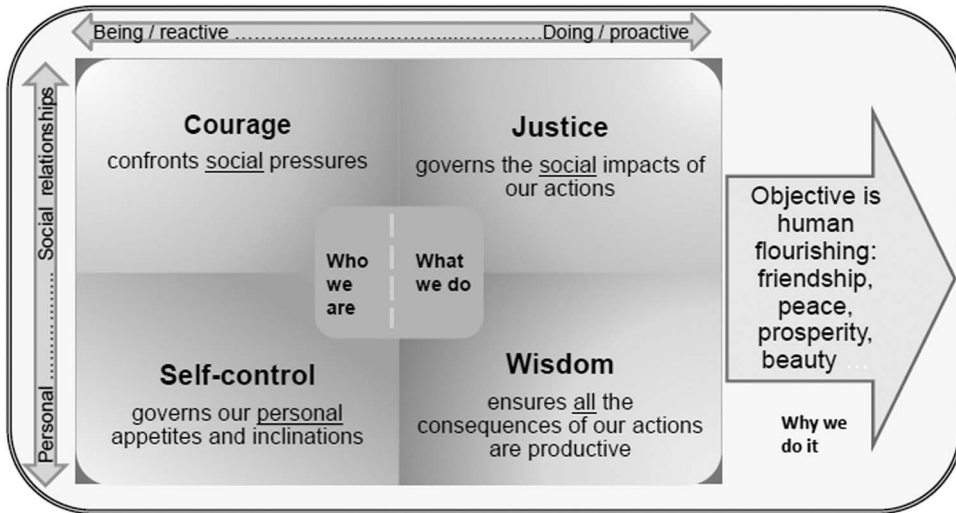 Being / reactive ……………..…………………...…………Doing / proactive
Personal ………………… Social relationships
Courage
confronts social pressures
Justice
governs the social impacts of
our actions
Who
we
are
What
we do
Self-control
governs our personal
appetites and inclinations
Wisdom
ensures all the
consequences of our actions
are productive
Objective is
human
flourishing:
friendship,
peace,
prosperity,
beauty …
Why we
do it